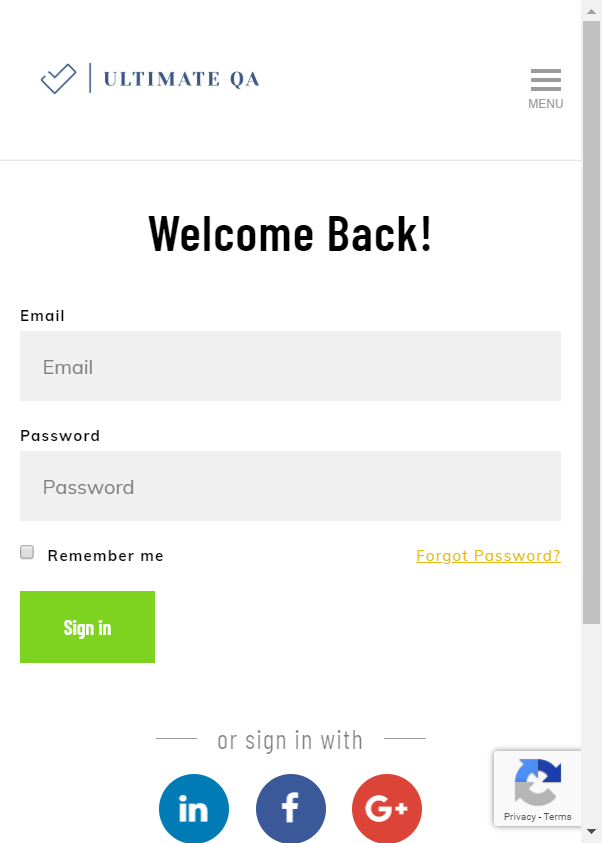 ULTIMATE QA
MENU
Welcome Back!
Email
Email
Password
Password
Remember me
Forgot Password?
Sign in
or sign in with
in
f
G+
Privacy - Terms